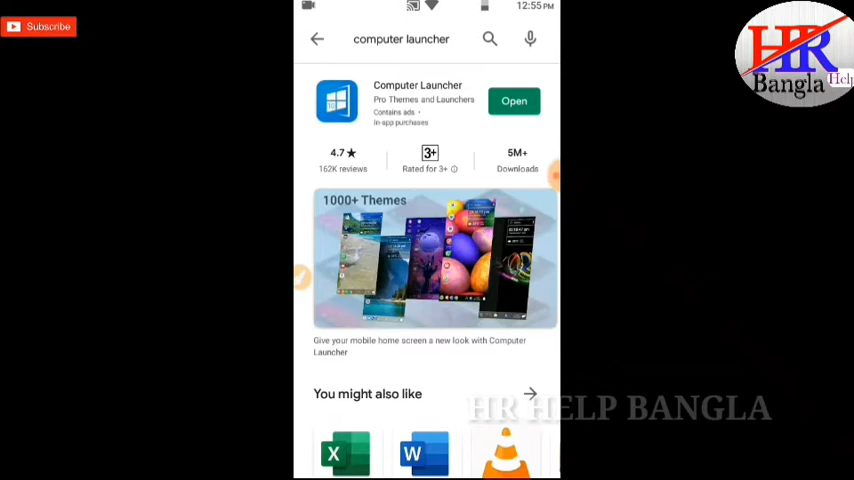 Subscribe
12:55 PM
computer launcher
HR
Bangla Help
Computer Launcher
Pro Themes and Launchers
Contains ads •
In-app purchases
Open
4.7★
162K reviews
3+
Rated for 3+
5M+
Downloads
1000+ Themes
Give your mobile home screen a new look with Computer
Launcher
You might also like
HR HELP BANGLA
X
W